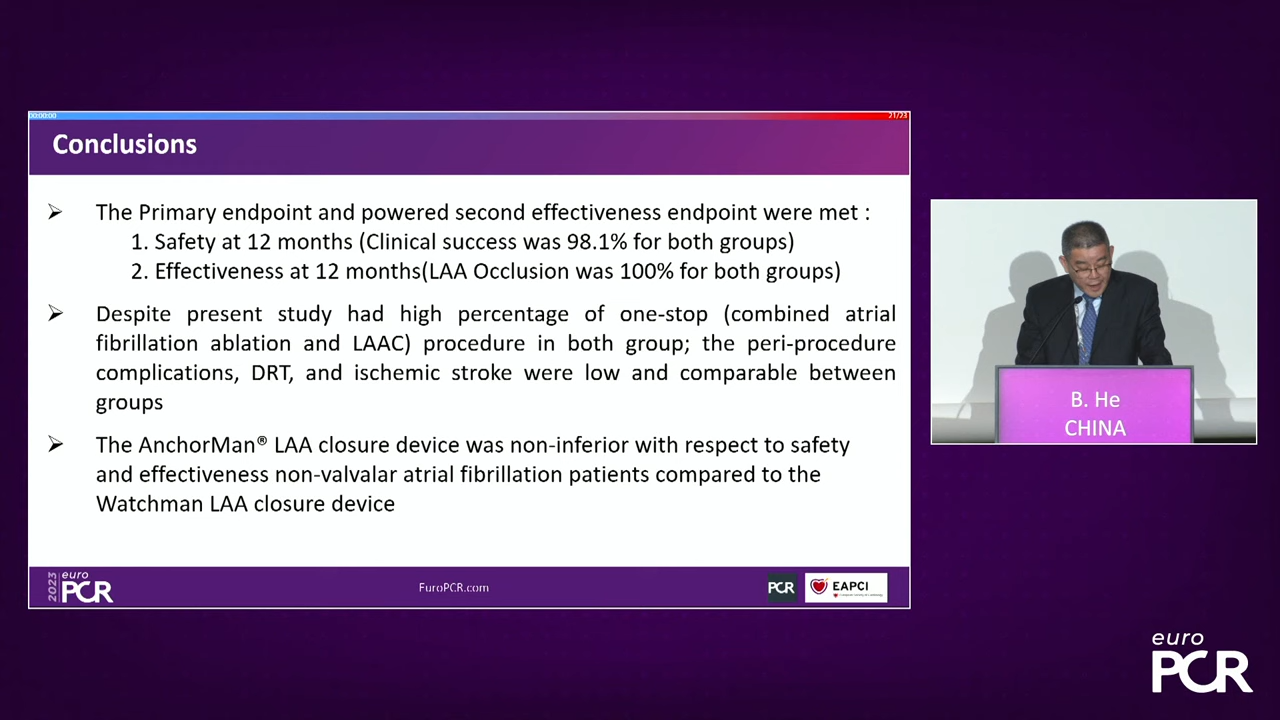 00:00:00
21/23
Conclusions
➢ The Primary endpoint and powered second effectiveness endpoint were met :
1. Safety at 12 months (Clinical success was 98.1% for both groups)
2. Effectiveness at 12 months(LAA Occlusion was 100% for both groups)
➢ Despite present study had high percentage of one-stop (combined atrial
fibrillation ablation and LAAC) procedure in both group; the peri-procedure
complications, DRT, and ischemic stroke were low and comparable between
groups
➢ The AnchorMan® LAA closure device was non-inferior with respect to safety
and effectiveness non-valvalar atrial fibrillation patients compared to the
Watchman LAA closure device
2023
euro
PCR
EuroPCR.com
PCR
EAPCI
B. He
CHINA
euro
PCR